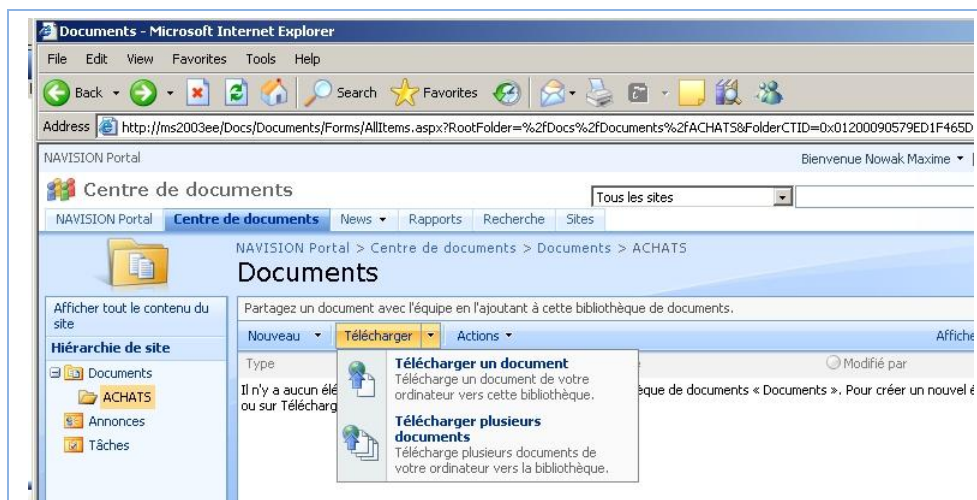 Documents - Microsoft Internet Explorer
File Edit View Favorites Tools Help
Back Search Favorites
Address http://ms2003ee/Docs/Documents/Forms/AllItems.aspx?RootFolder=%2fDocs%2fDocuments%2fACHATS&FolderCTID=0x01200090579ED1F465D
NAVISION Portal Bienvenue Nowak Maxime
Centre de documents Tous les sites
NAVISION Portal Centre de documents News Rapports Recherche Sites
NAVISION Portal > Centre de documents > Documents > ACHATS
Documents
Afficher tout le contenu du site
Partagez un document avec l'équipe en l'ajoutant à cette bibliothèque de documents.
Nouveau Télécharger Actions Affiche
Hiérarchie de site
Documents
ACHATS
Annonces
Tâches
Type Modifié par
Il n'y a aucun élé èque de documents « Documents ». Pour créer un nouvel é
ou sur Télécharg
Télécharger un document
Télécharge un document de votre
ordinateur vers cette bibliothèque.
Télécharger plusieurs
documents
Télécharge plusieurs documents de
votre ordinateur vers la bibliothèque.